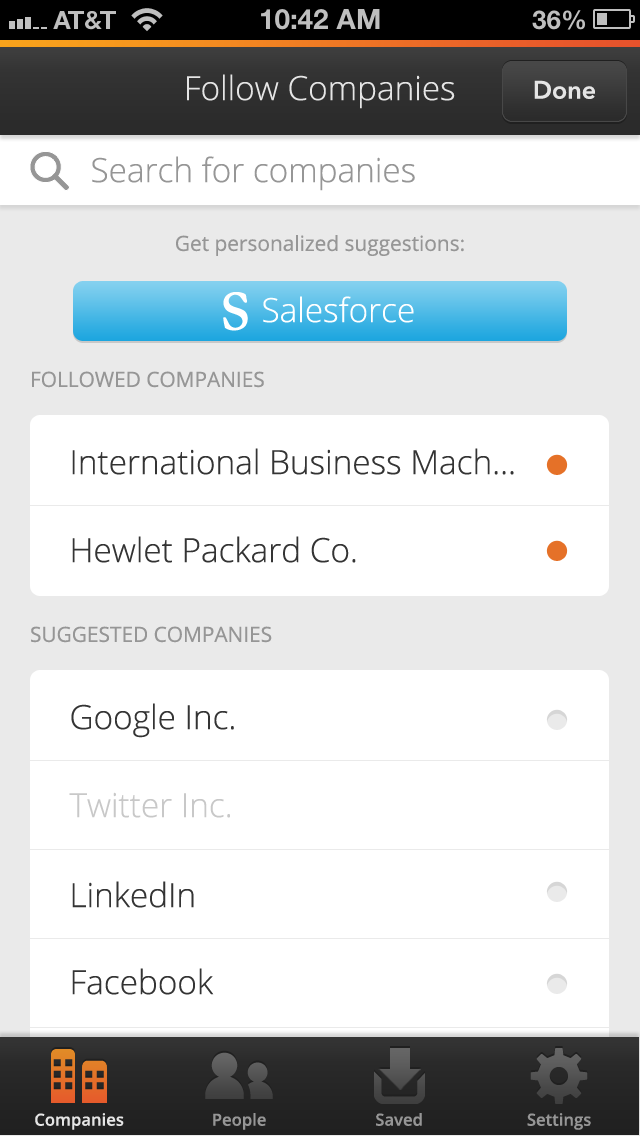 AT&T 10:42 AM 36%
Follow Companies Done
Search for companies
Get personalized suggestions:
S Salesforce
FOLLOWED COMPANIES
International Business Mach...
Hewlet Packard Co.
SUGGESTED COMPANIES
Google Inc.
Twitter Inc.
LinkedIn
Facebook
Companies People Saved Settings